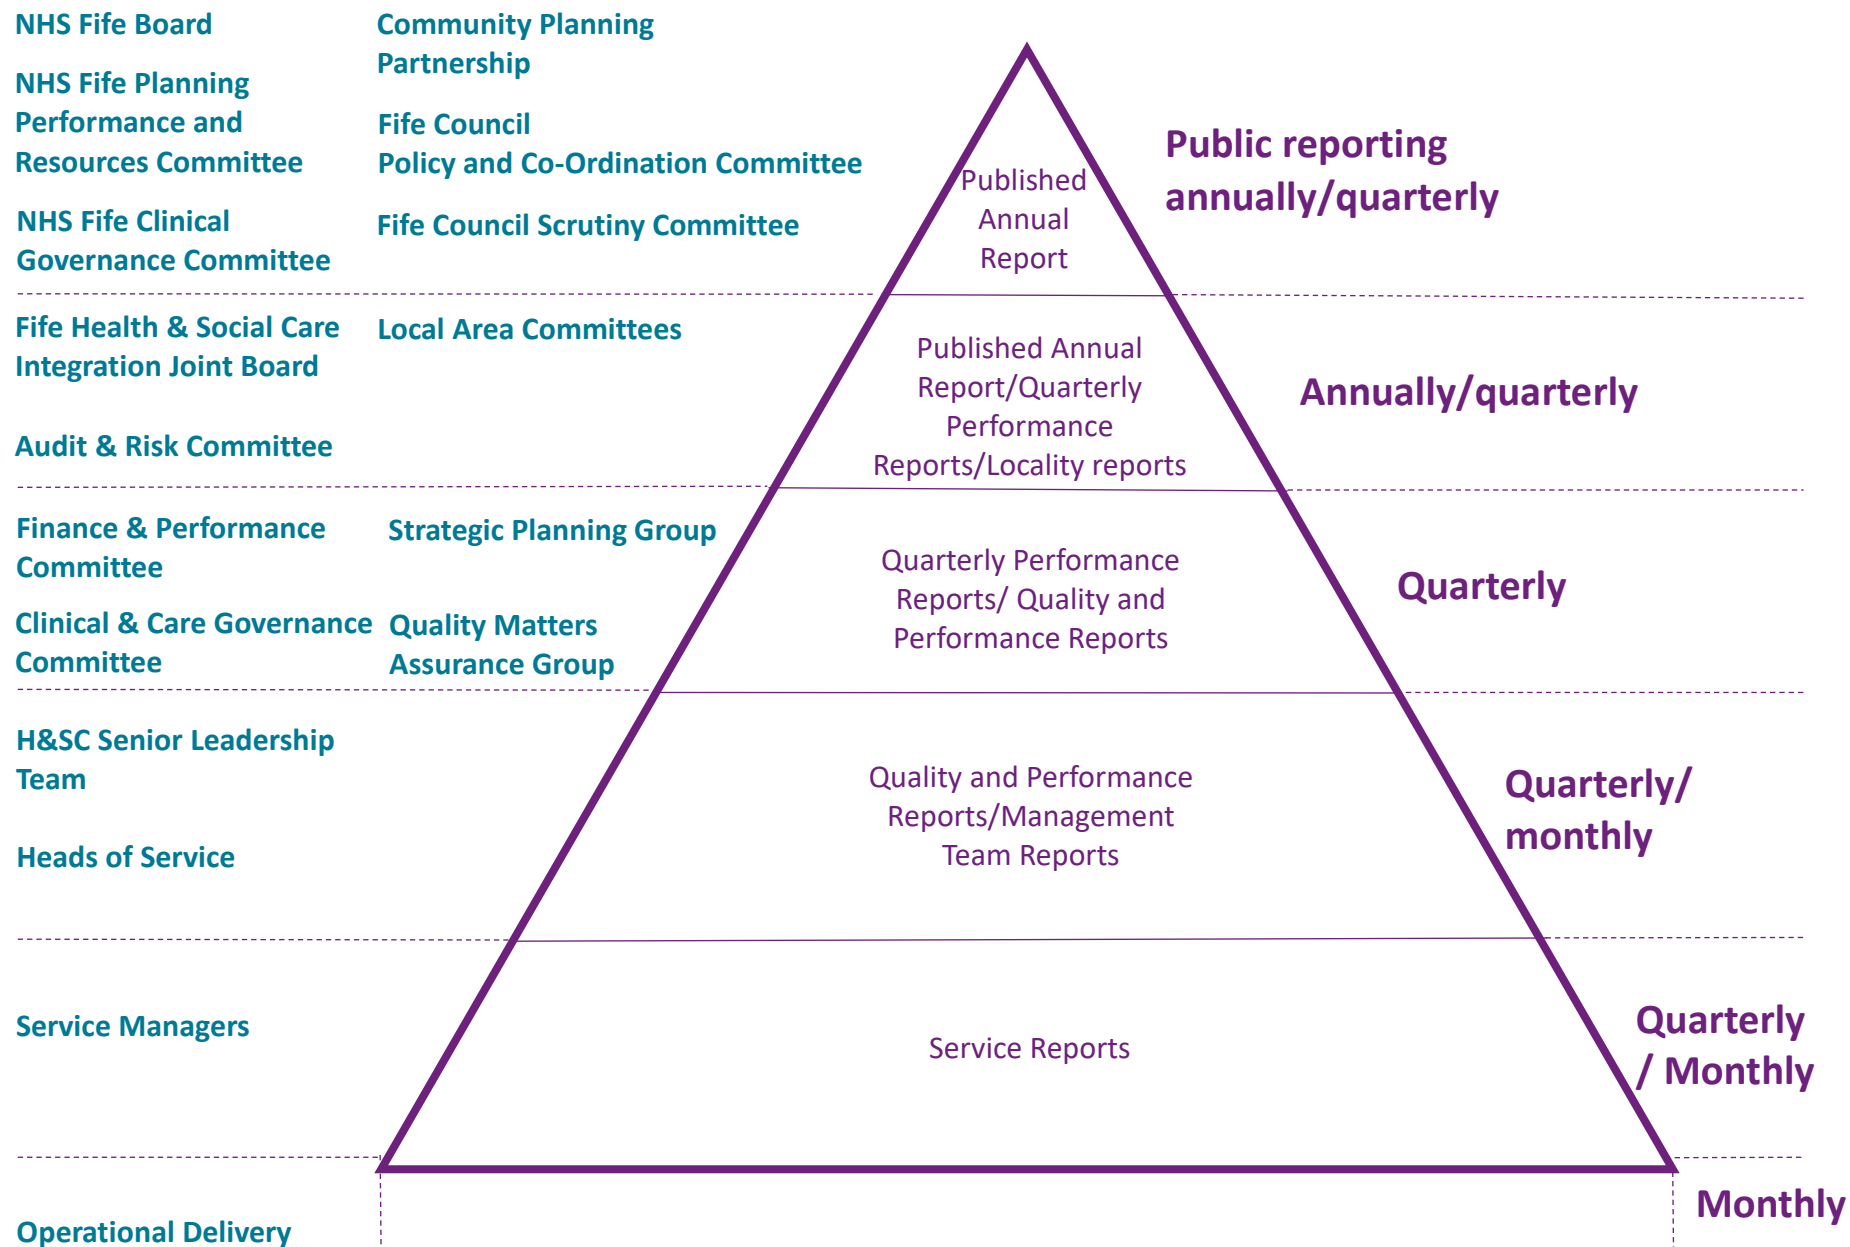 NHS Fife Board
NHS Fife Planning
Performance and
Resources Committee
NHS Fife Clinical
Governance Committee
Community Planning
Partnership
Fife Council
Policy and Co-Ordination Committee
Fife Council Scrutiny Committee
Published
Annual
Report
Public reporting
annually/quarterly
Fife Health & Social Care
Integration Joint Board
Audit & Risk Committee
Local Area Committees
Published Annual
Report/Quarterly
Performance
Reports/Locality reports
Annually/quarterly
Finance & Performance
Committee
Clinical & Care Governance
Committee
Strategic Planning Group
Quality Matters
Assurance Group
Quarterly Performance
Reports/ Quality and
Performance Reports
Quarterly
H&SC Senior Leadership
Team
Heads of Service
Quality and Performance
Reports/Management
Team Reports
Quarterly/
monthly
Service Managers
Service Reports
Quarterly
/ Monthly
Operational Delivery
Monthly